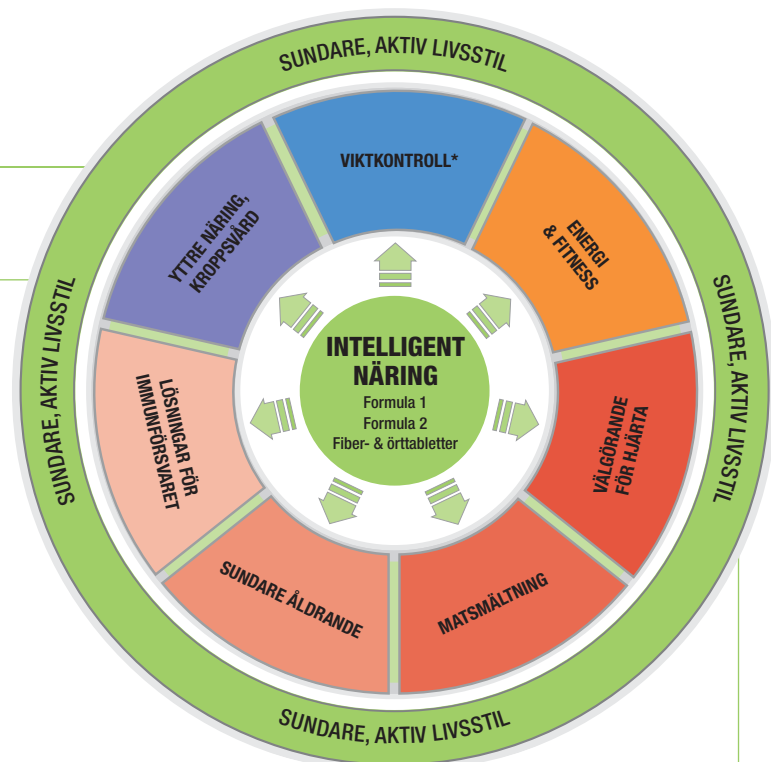 SUNDARE, AKTIV LIVSSTIL
VIKTKONTROLL*
ENERGI
& FITNESS
VÄLGÖRANDE
FÖR HJÄRTA
MATSMÄLTNING
SUNDARE ÅLDRANDE
LÖSNINGAR FÖR
IMMUNFÖRSVARET
YTTRE NÄRING,
KROPPSVÅRD
INTELLIGENT
NÄRING
Formula 1
Formula 2
Fiber- & örttabletter
SUNDARE, AKTIV LIVSSTIL
SUNDARE, AKTIV LIVSSTIL
SUNDARE, AKTIV LIVSSTIL